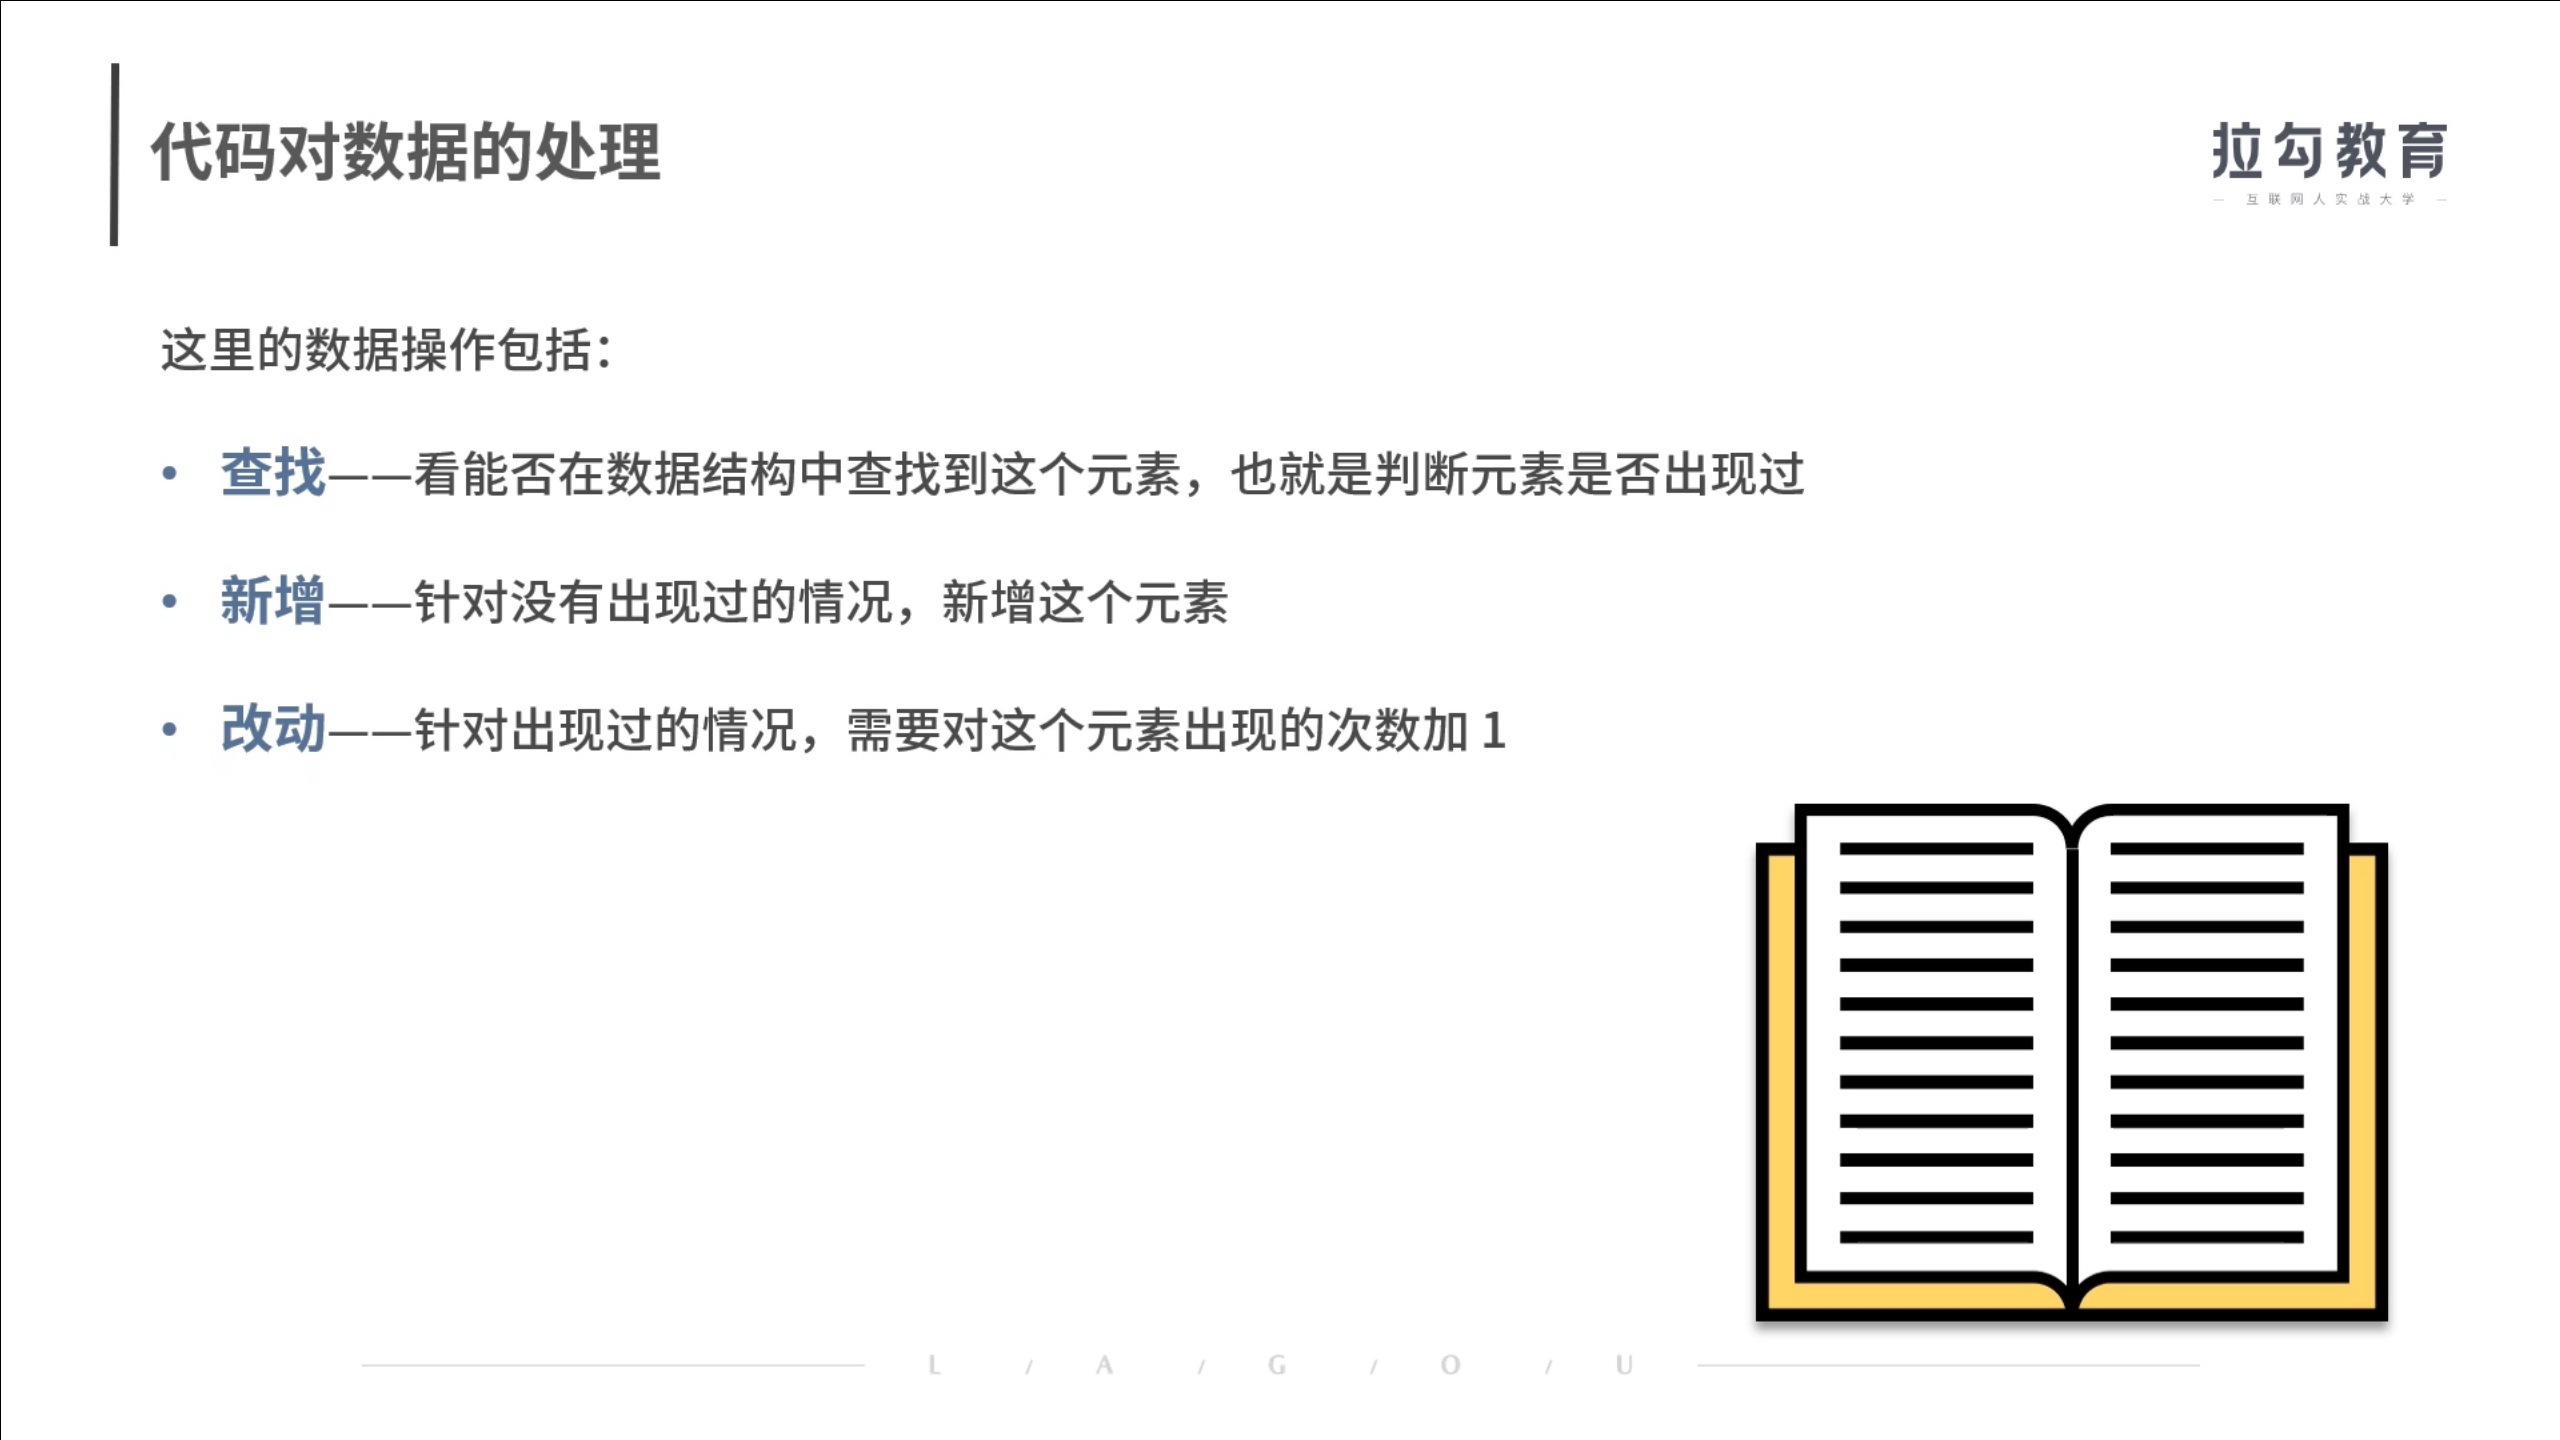 代码对数据的处理
拉勾教育
— 互联网人实战大学 —
这里的数据操作包括：
• 查找——看能否在数据结构中查找到这个元素，也就是判断元素是否出现过
• 新增——针对没有出现过的情况，新增这个元素
• 改动——针对出现过的情况，需要对这个元素出现的次数加 1
L / A / G / O / U